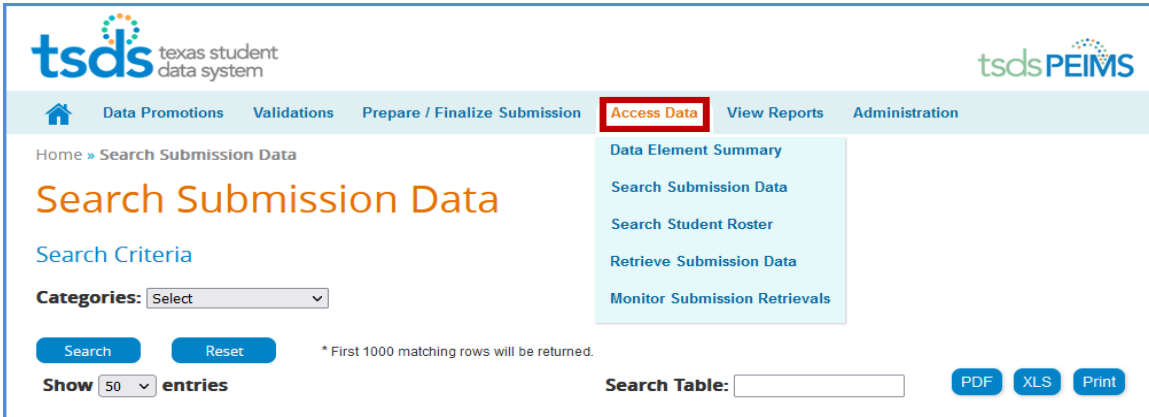 tsds texas student data system
tsds PEIMS
Data Promotions Validations Prepare / Finalize Submission Access Data View Reports Administration
Home » Search Submission Data
Data Element Summary
Search Submission Data
Search Student Roster
Retrieve Submission Data
Monitor Submission Retrievals
Search Submission Data
Search Criteria
Categories: Select
Search Reset * First 1000 matching rows will be returned.
Show 50 entries Search Table: PDF XLS Print